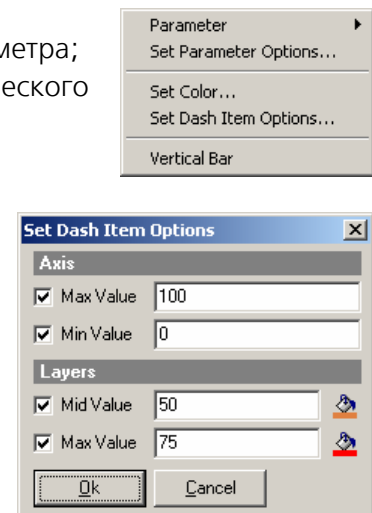 метра;
еского
Parameter
Set Parameter Options...
Set Color...
Set Dash Item Options...
Vertical Bar
Set Dash Item Options
Axis
Max Value 100
Min Value 0
Layers
Mid Value 50
Max Value 75
Ok Cancel